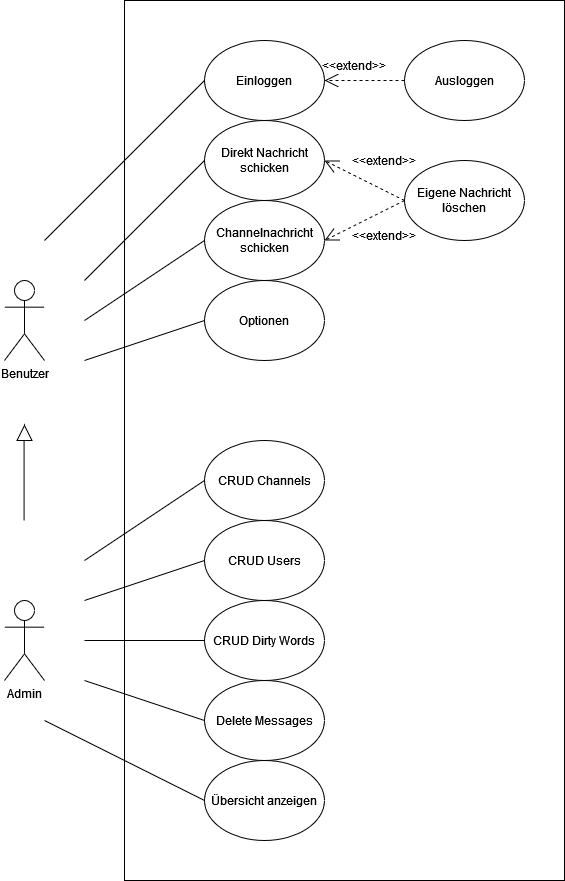 <<extend>>
Einloggen
Ausloggen
Direkt Nachricht
schicken
<<extend>>
Eigene Nachricht
löschen
Channelnachricht
schicken
<<extend>>
Optionen
Benutzer
CRUD Channels
CRUD Users
CRUD Dirty Words
Admin
Delete Messages
Übersicht anzeigen